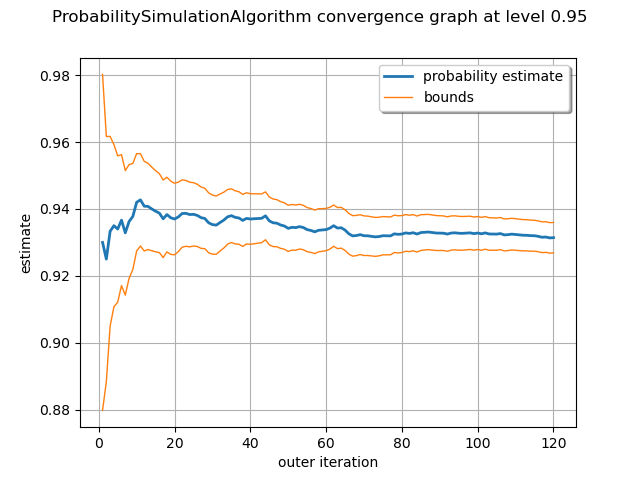 ProbabilitySimulationAlgorithm convergence graph at level 0.95
probability estimate
bounds
0.98
0.96
0.94
0.92
0.90
0.88
estimate
0 20 40 60 80 100 120
outer iteration